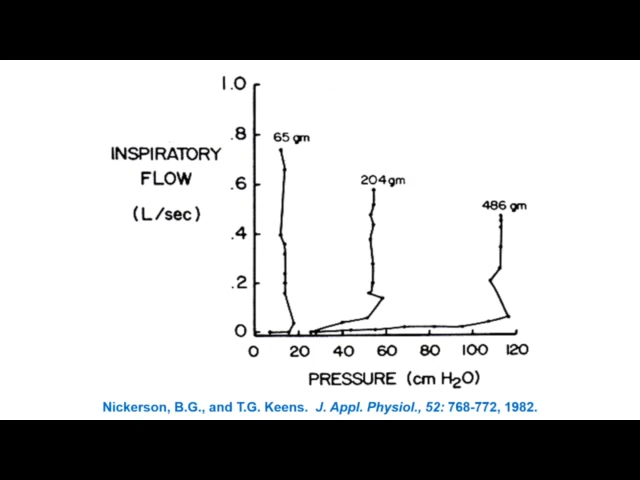 1.0
.8
.6
.4
.2
0
INSPIRATORY
FLOW
(L/sec)
65 gm
204 gm
486 gm
0 20 40 60 80 100 120
PRESSURE (cm H₂O)
Nickerson, B.G., and T.G. Keens. J. Appl. Physiol., 52: 768-772, 1982.